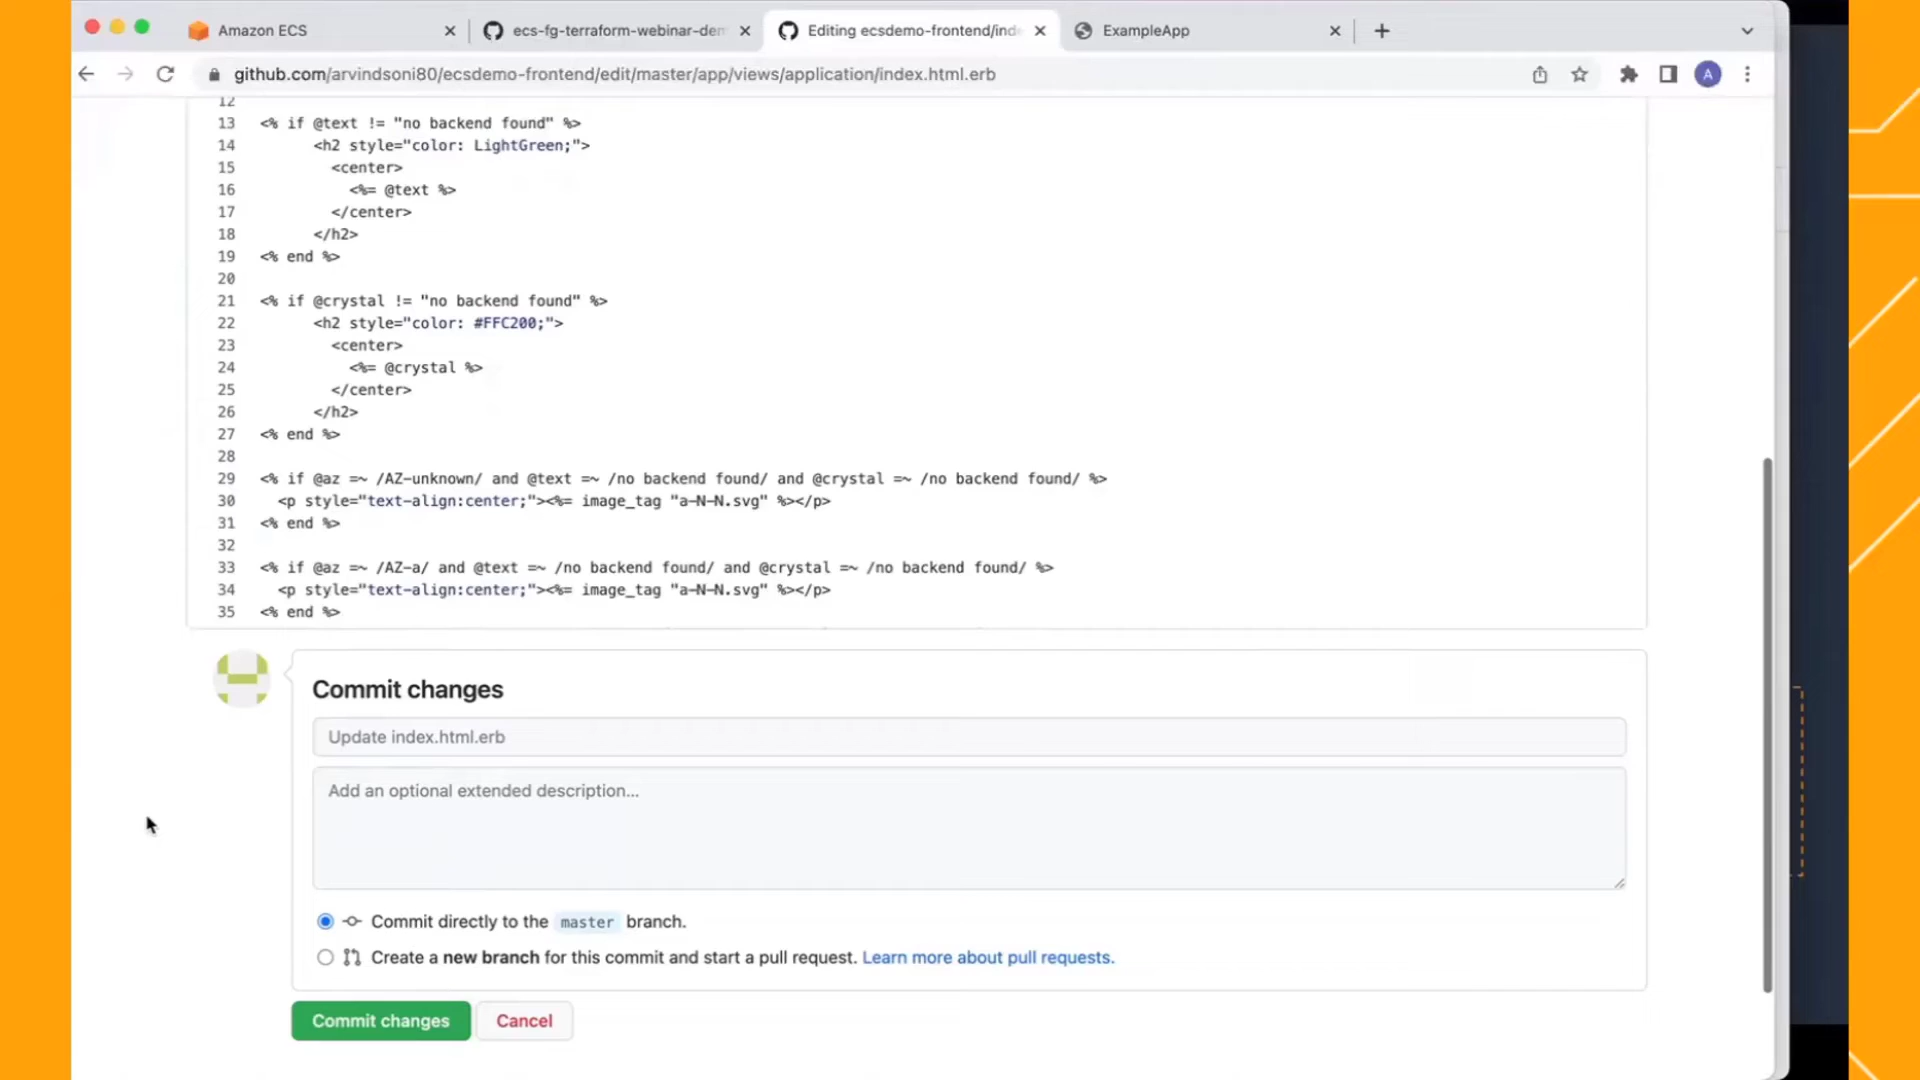 Amazon ECS
ecs-fg-terraform-webinar-dem
Editing ecsdemo-frontend/inde
ExampleApp
github.com/arvindsoni80/ecsdemo-frontend/edit/master/app/views/application/index.html.erb
A
12
13 <% if @text != "no backend found" %>
14 <h2 style="color: LightGreen;">
15 <center>
16 <%= @text %>
17 </center>
18 </h2>
19 <% end %>
20
21 <% if @crystal != "no backend found" %>
22 <h2 style="color: #FFC200;">
23 <center>
24 <%= @crystal %>
25 </center>
26 </h2>
27 <% end %>
28
29 <% if @az =~ /AZ-unknown/ and @text =~ /no backend found/ and @crystal =~ /no backend found/ %>
30 <p style="text-align:center;"><%= image_tag "a-N-N.svg" %></p>
31 <% end %>
32
33 <% if @az =~ /AZ-a/ and @text =~ /no backend found/ and @crystal =~ /no backend found/ %>
34 <p style="text-align:center;"><%= image_tag "a-N-N.svg" %></p>
35 <% end %>
Commit changes
Update index.html.erb
Add an optional extended description...
Commit directly to the master branch.
Create a new branch for this commit and start a pull request. Learn more about pull requests.
Commit changes
Cancel